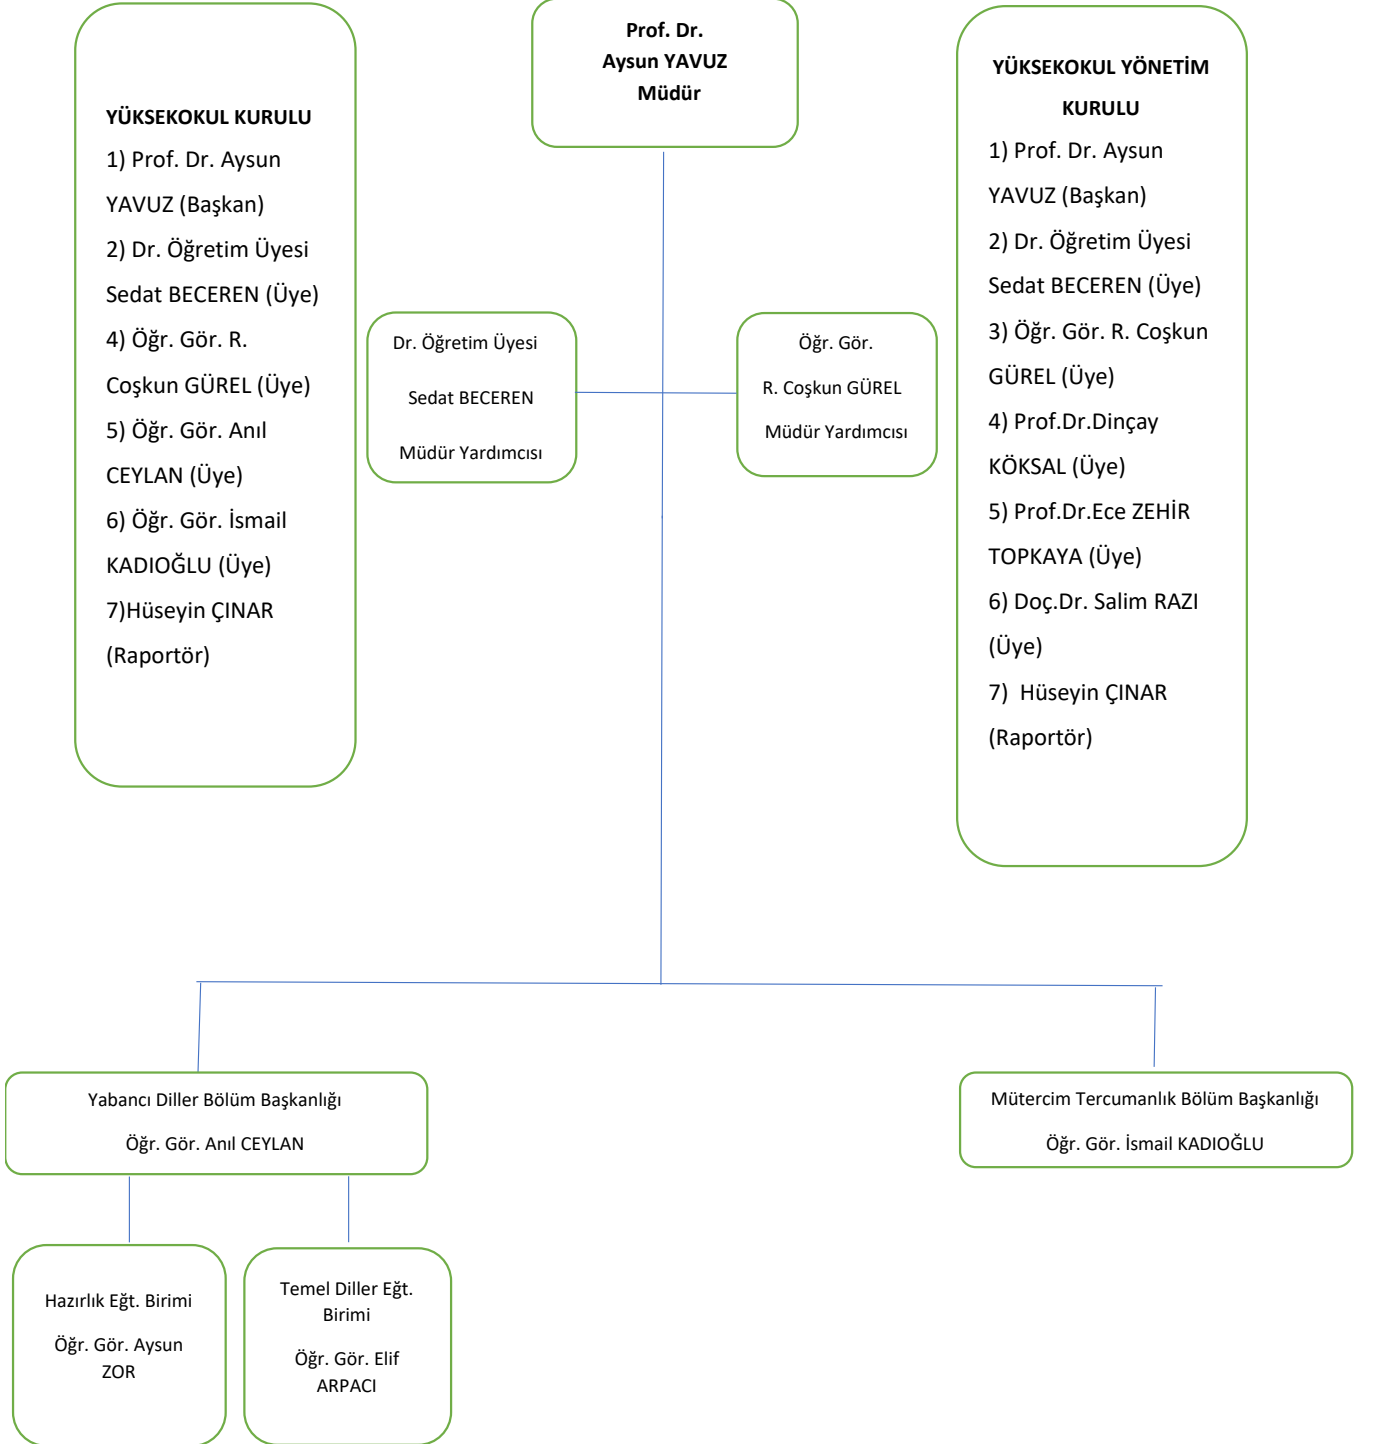 Prof. Dr.
Aysun YAVUZ
Müdür
YÜKSEKOKUL KURULU
1) Prof. Dr. Aysun
YAVUZ (Başkan)
2) Dr. Öğretim Üyesi
Sedat BECEREN (Üye)
4) Öğr. Gör. R.
Coşkun GÜREL (Üye)
5) Öğr. Gör. Anıl
CEYLAN (Üye)
6) Öğr. Gör. İsmail
KADIOĞLU (Üye)
7)Hüseyin ÇINAR
(Raportör)
YÜKSEKOKUL YÖNETİM
KURULU
1) Prof. Dr. Aysun
YAVUZ (Başkan)
2) Dr. Öğretim Üyesi
Sedat BECEREN (Üye)
3) Öğr. Gör. R. Coşkun
GÜREL (Üye)
4) Prof.Dr.Dinçay
KÖKSAL (Üye)
5) Prof.Dr.Ece ZEHİR
TOPKAYA (Üye)
6) Doç.Dr. Salim RAZI
(Üye)
7) Hüseyin ÇINAR
(Raportör)
Dr. Öğretim Üyesi
Sedat BECEREN
Müdür Yardımcısı
Öğr. Gör.
R. Coşkun GÜREL
Müdür Yardımcısı
Yabancı Diller Bölüm Başkanlığı
Öğr. Gör. Anıl CEYLAN
Mütercim Tercumanlık Bölüm Başkanlığı
Öğr. Gör. İsmail KADIOĞLU
Hazırlık Eğt. Birimi
Öğr. Gör. Aysun
ZOR
Temel Diller Eğt.
Birimi
Öğr. Gör. Elif
ARPACI